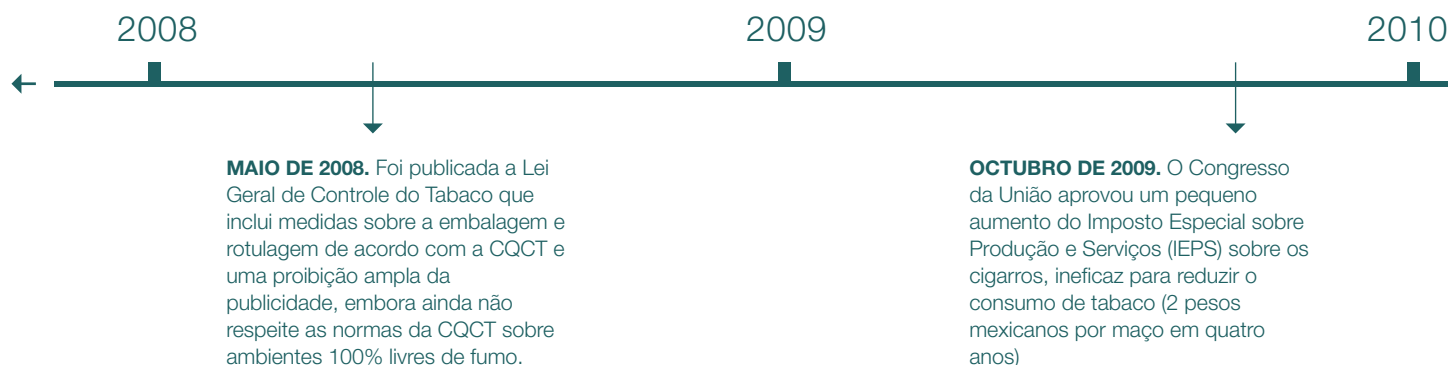 2008
2009
2010
MAIO DE 2008. Foi publicada a Lei
Geral de Controle do Tabaco que
inclui medidas sobre a embalagem e
rotulagem de acordo com a CQCT e
uma proibição ampla da
publicidade, embora ainda não
respeite as normas da CQCT sobre
ambientes 100% livres de fumo.
OCTUBRO DE 2009. O Congresso
da União aprovou um pequeno
aumento do Imposto Especial sobre
Produção e Serviços (IEPS) sobre os
cigarros, ineficaz para reduzir o
consumo de tabaco (2 pesos
mexicanos por maço em quatro
anos)